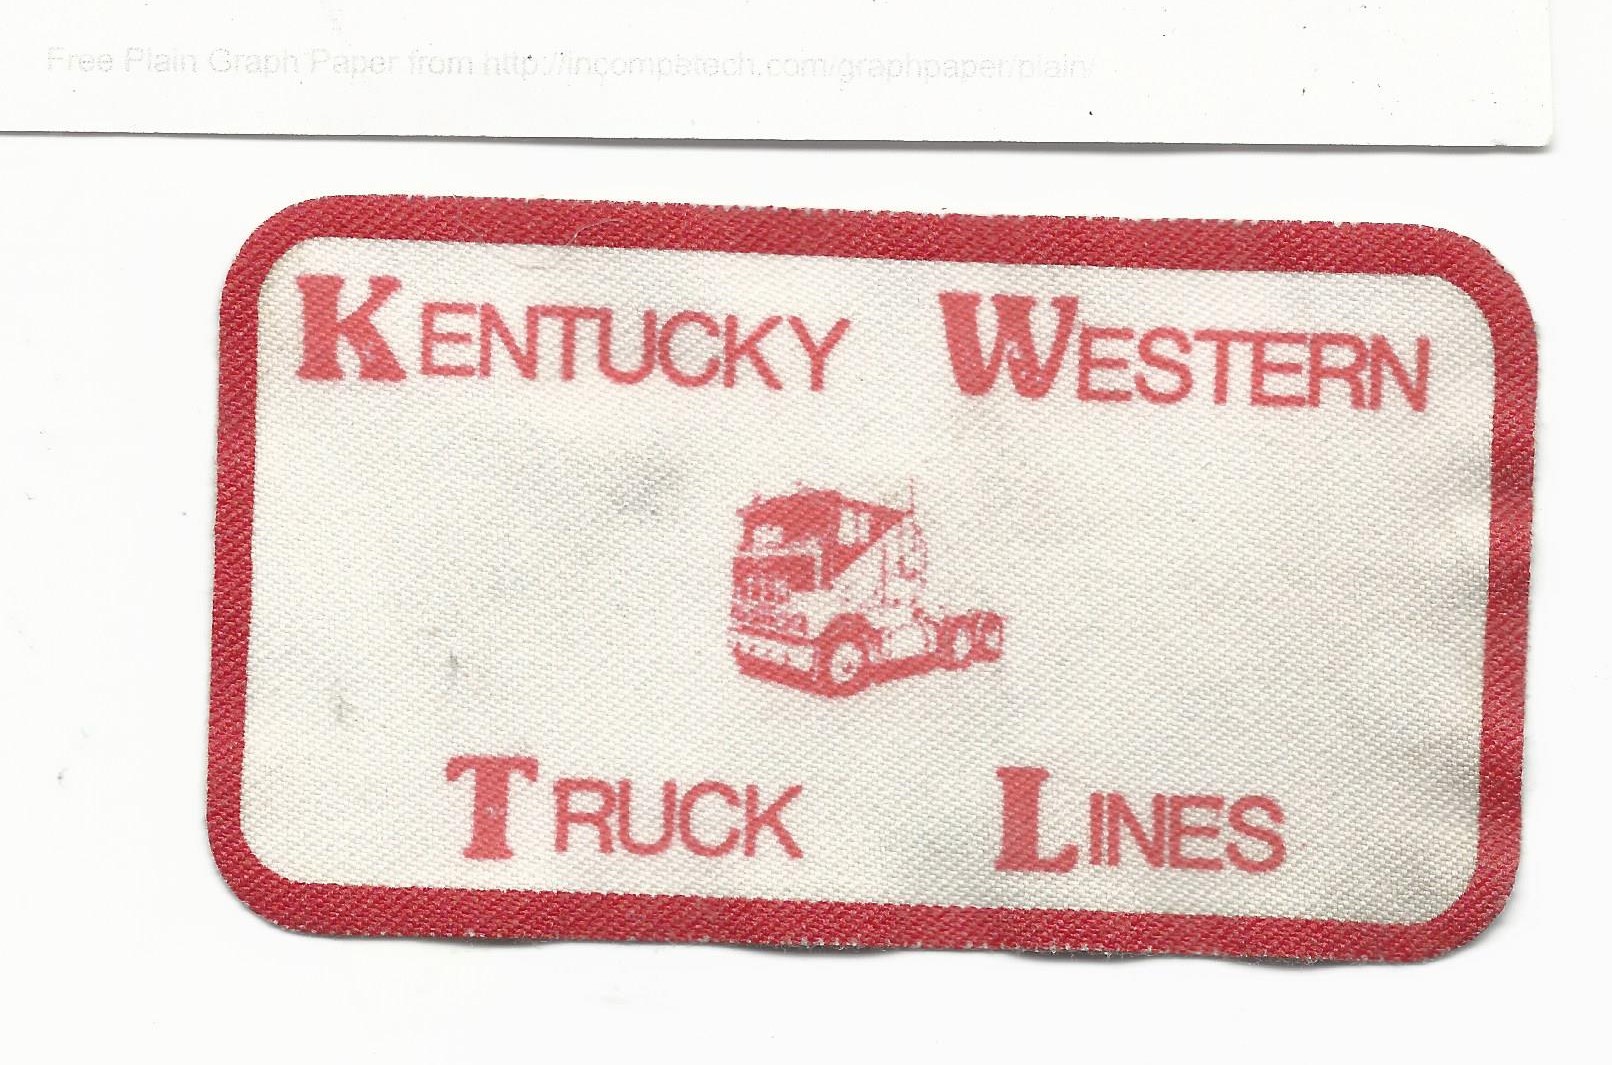 Free Plain Graph Paper from http://incompetech.com/graphpaper/plain/
KENTUCKY WESTERN
TRUCK LINES